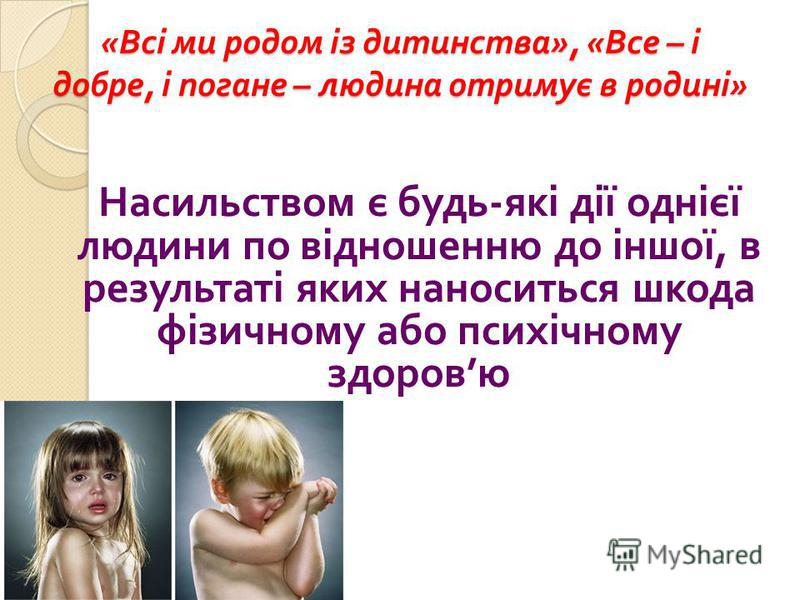 «Всі ми родом із дитинства», «Все – і
добре, і погане – людина отримує в родині»
Насильством є будь-які дії однієї
людини по відношенню до іншої, в
результаті яких наноситься шкода
фізичному або психічному
здоров’ю
MyShared